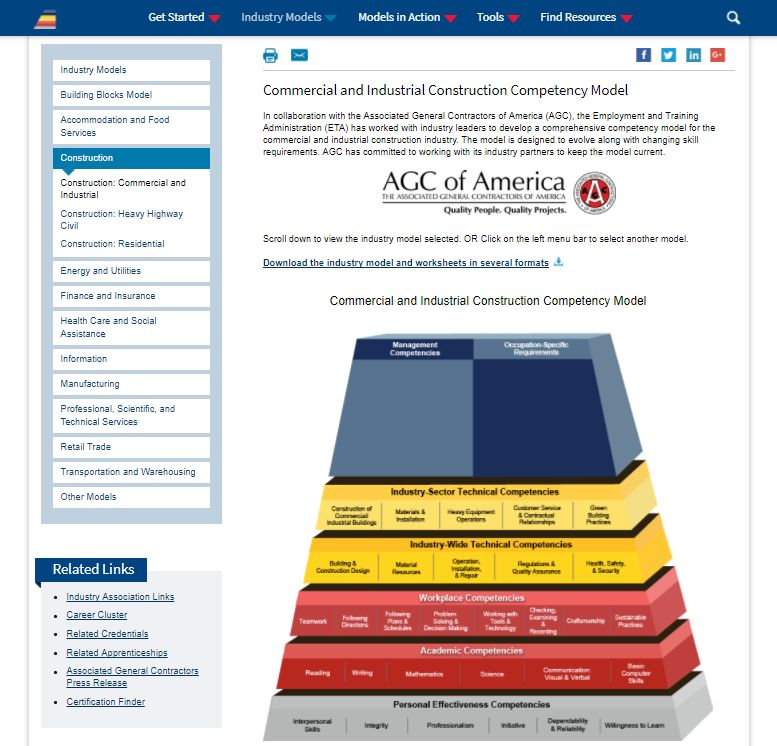 Get Started Industry Models Models in Action Tools Find Resources
Industry Models
Building Blocks Model
Accommodation and Food
Services
Construction
Construction: Commercial and
Industrial
Construction: Heavy Highway
Civil
Construction: Residential
Energy and Utilities
Finance and Insurance
Health Care and Social
Assistance
Information
Manufacturing
Professional, Scientific, and
Technical Services
Retail Trade
Transportation and Warehousing
Other Models
Related Links
Industry Association Links
Career Cluster
Related Credentials
Related Apprenticeships
Associated General Contractors
Press Release
Certification Finder
Commercial and Industrial Construction Competency Model
In collaboration with the Associated General Contractors of America (AGC), the Employment and Training
Administration (ETA) has worked with industry leaders to develop a comprehensive competency model for the
commercial and industrial construction industry. The model is designed to evolve along with changing skill
requirements. AGC has committed to working with its industry partners to keep the model current.
AGC of America
THE ASSOCIATED GENERAL CONTRACTORS OF AMERICA
Quality People. Quality Projects.
AGC
Scroll down to view the industry model selected. OR Click on the left menu bar to select another model.
Download the industry model and worksheets in several formats
Commercial and Industrial Construction Competency Model
Management
Competencies
Occupation-Specific
Requirements
Industry-Sector Technical Competencies
Construction of
Commercial/
Industrial Buildings
Materials &
Installation
Heavy Equipment
Operations
Customer Service
& Contractual
Relationships
Green
Building
Practices
Industry-Wide Technical Competencies
Building &
Construction Design
Material
Resources
Operation,
Installation,
& Repair
Regulations &
Quality Assurance
Health, Safety,
& Security
Workplace Competencies
Teamwork
Following
Directions
Following
Plans &
Schedules
Problem
Solving &
Decision Making
Working with
Tools &
Technology
Checking,
Examining
&
Recording
Craftsmanship
Sustainable
Practices
Academic Competencies
Reading
Writing
Mathematics
Science
Communication:
Visual & Verbal
Basic
Computer
Skills
Personal Effectiveness Competencies
Interpersonal
Skills
Integrity
Professionalism
Initiative
Dependability
& Reliability
Willingness to Learn